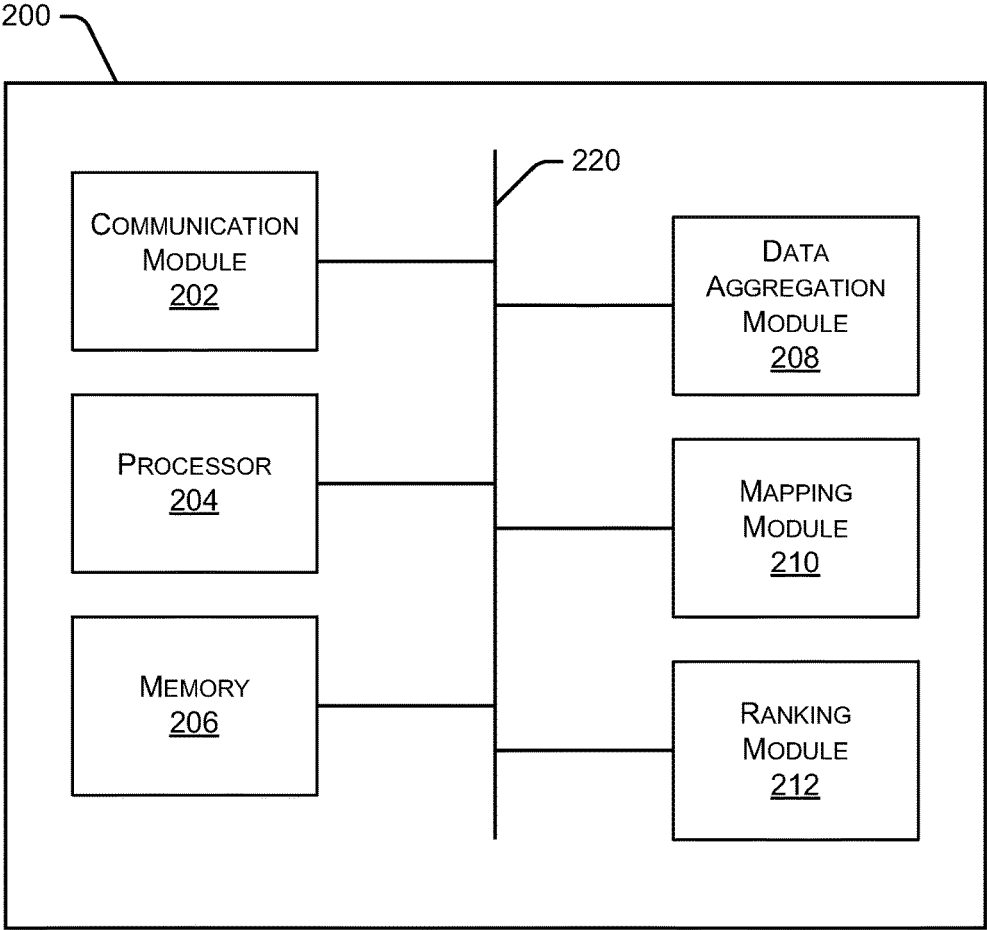 200
220
COMMUNICATION
MODULE
202
DATA
AGGREGATION
MODULE
208
PROCESSOR
204
MAPPING
MODULE
210
MEMORY
206
RANKING
MODULE
212